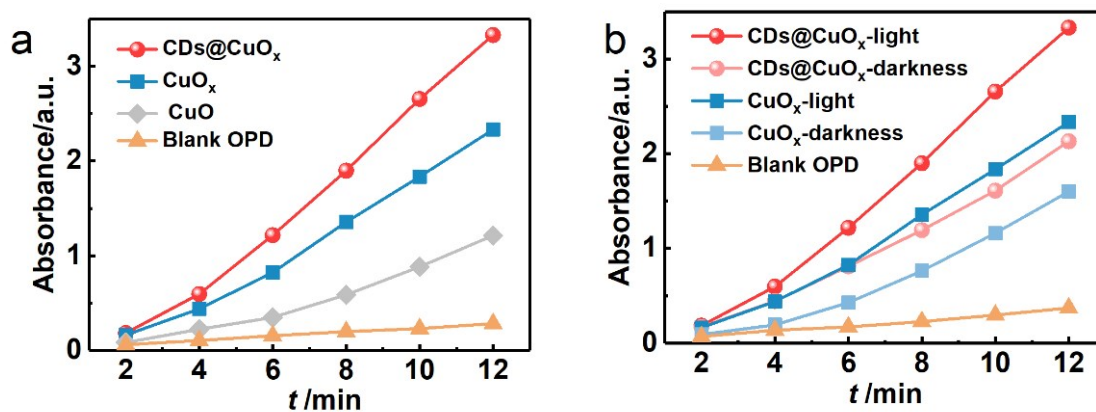 a
CDs@CuOₓ
CuOₓ
CuO
Blank OPD
Absorbance/a.u.
3
2
1
0
2 4 6 8 10 12
t /min
b
CDs@CuOₓ-light
CDs@CuOₓ-darkness
CuOₓ-light
CuOₓ-darkness
Blank OPD
Absorbance/a.u.
3
2
1
0
2 4 6 8 10 12
t /min